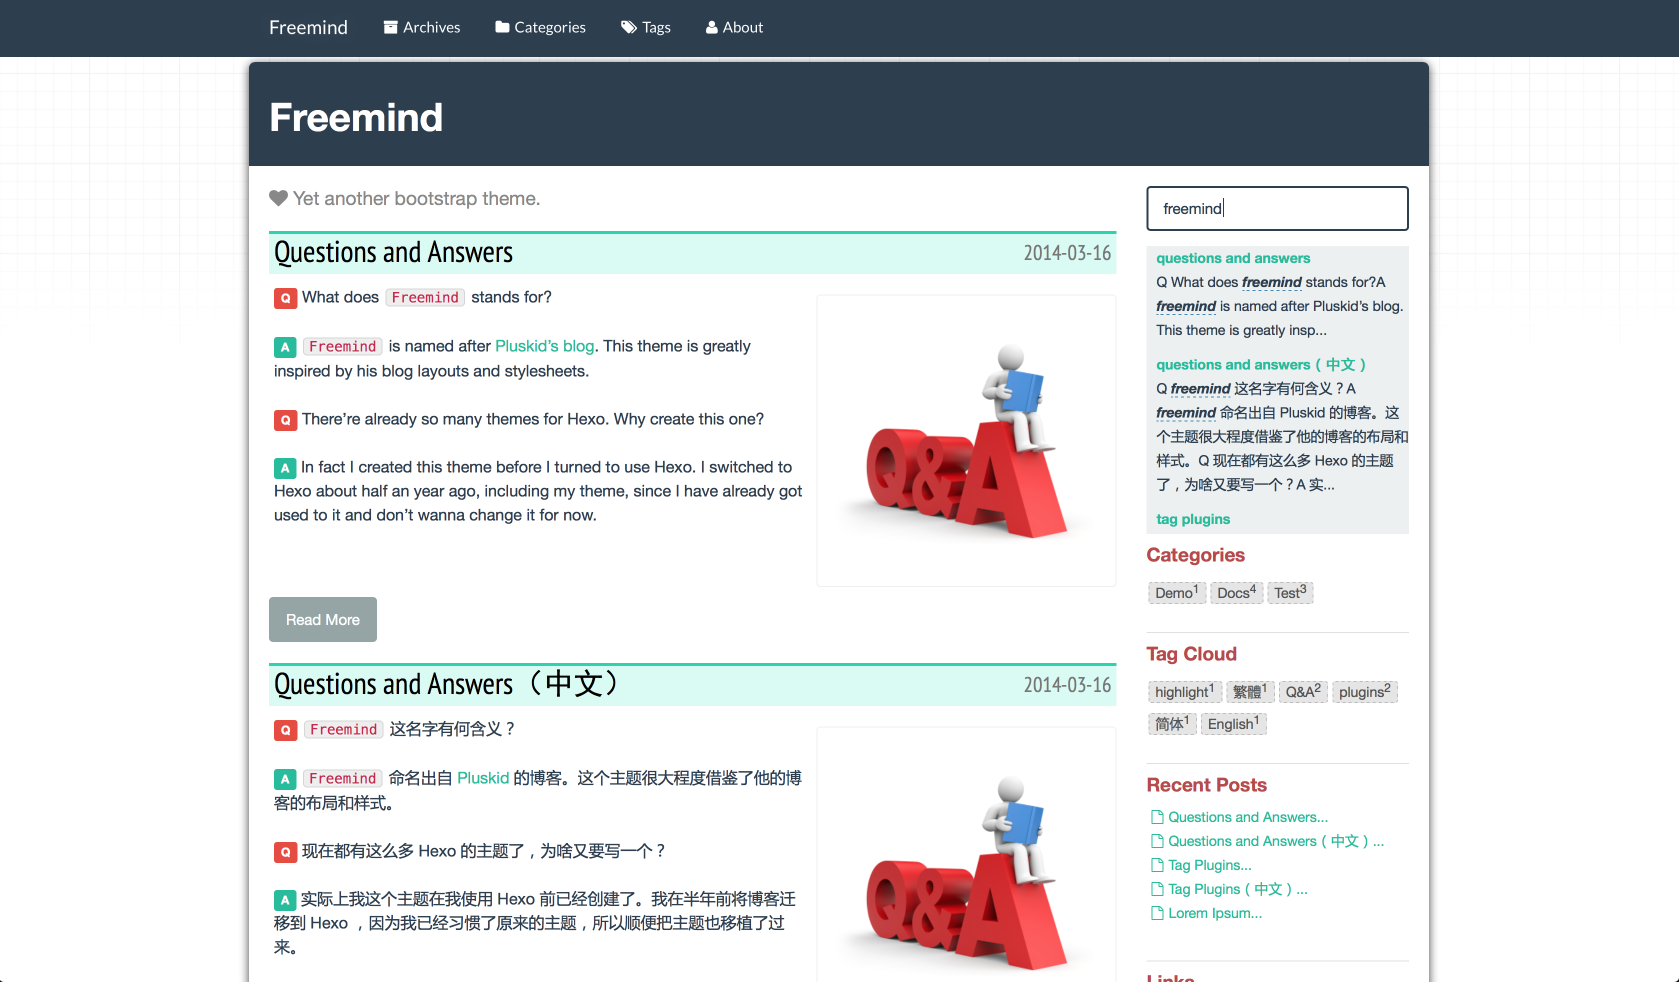 Freemind Archives Categories Tags About
Freemind
Yet another bootstrap theme.
Questions and Answers 2014-03-16
Q What does Freemind stands for?
A Freemind is named after Pluskid’s blog. This theme is greatly
inspired by his blog layouts and stylesheets.
Q There’re already so many themes for Hexo. Why create this one?
A In fact I created this theme before I turned to use Hexo. I switched to
Hexo about half an year ago, including my theme, since I have already got
used to it and don’t wanna change it for now.
Q&A
Read More
Questions and Answers（中文） 2014-03-16
Q Freemind 这名字有何含义？
A Freemind 命名出自 Pluskid 的博客。这个主题很大程度借鉴了他的博
客的布局和样式。
Q 现在都有这么多 Hexo 的主题了，为啥又要写一个？
A 实际上我这个主题在我使用 Hexo 前已经创建了。我在半年前将博客迁
移到 Hexo ，因为我已经习惯了原来的主题，所以顺便把主题也移植了过
来。
Q&A
freemind
questions and answers
Q What does freemind stands for?A
freemind is named after Pluskid’s blog.
This theme is greatly insp...
questions and answers（中文）
Q freemind 这名字有何含义？A
freemind 命名出自 Pluskid 的博客。这
个主题很大程度借鉴了他的博客的布局和
样式。Q 现在都有这么多 Hexo 的主题
了，为啥又要写一个？A 实...
tag plugins
Categories
Demo1 Docs4 Test3
Tag Cloud
highlight1 繁體1 Q&A2 plugins2
简体1 English1
Recent Posts
Questions and Answers...
Questions and Answers（中文）...
Tag Plugins...
Tag Plugins（中文）...
Lorem Ipsum...
Links